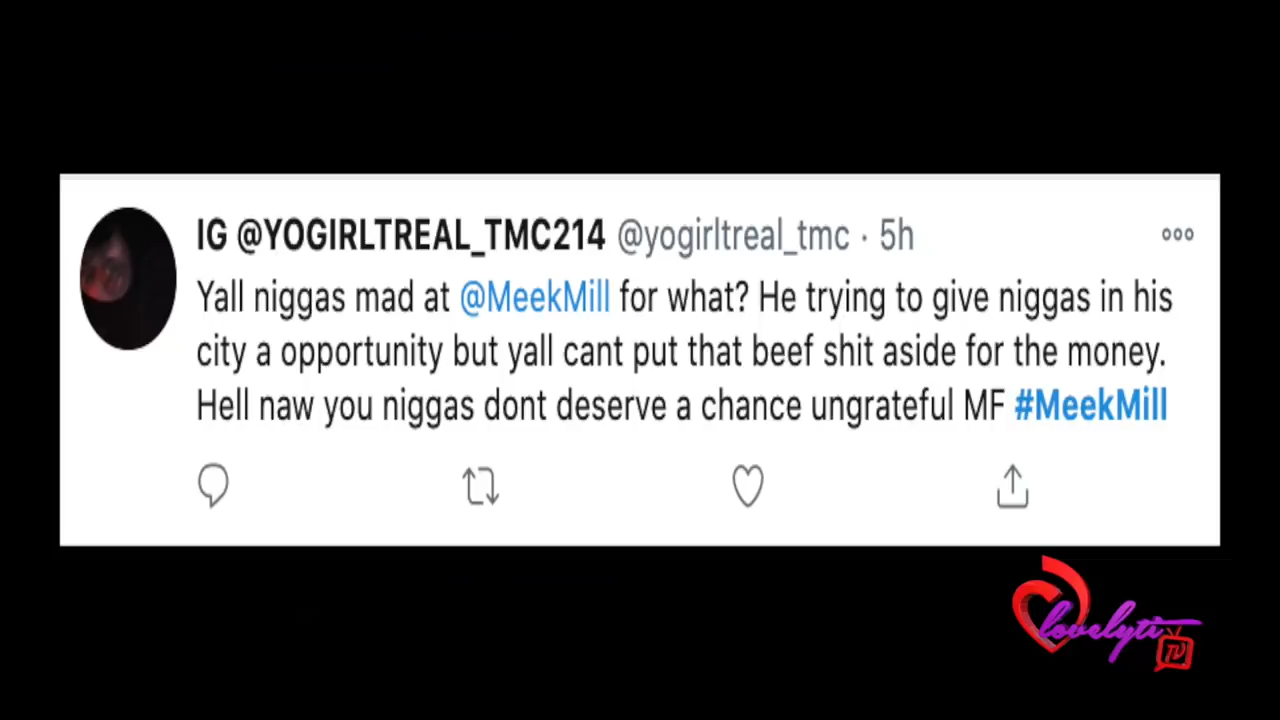 IG @YOGIRLTREAL_TMC214 @yogirltreal_tmc · 5h
Yall niggas mad at @MeekMill for what? He trying to give niggas in his
city a opportunity but yall cant put that beef shit aside for the money.
Hell naw you niggas dont deserve a chance ungrateful MF #MeekMill
lovelyti
TV